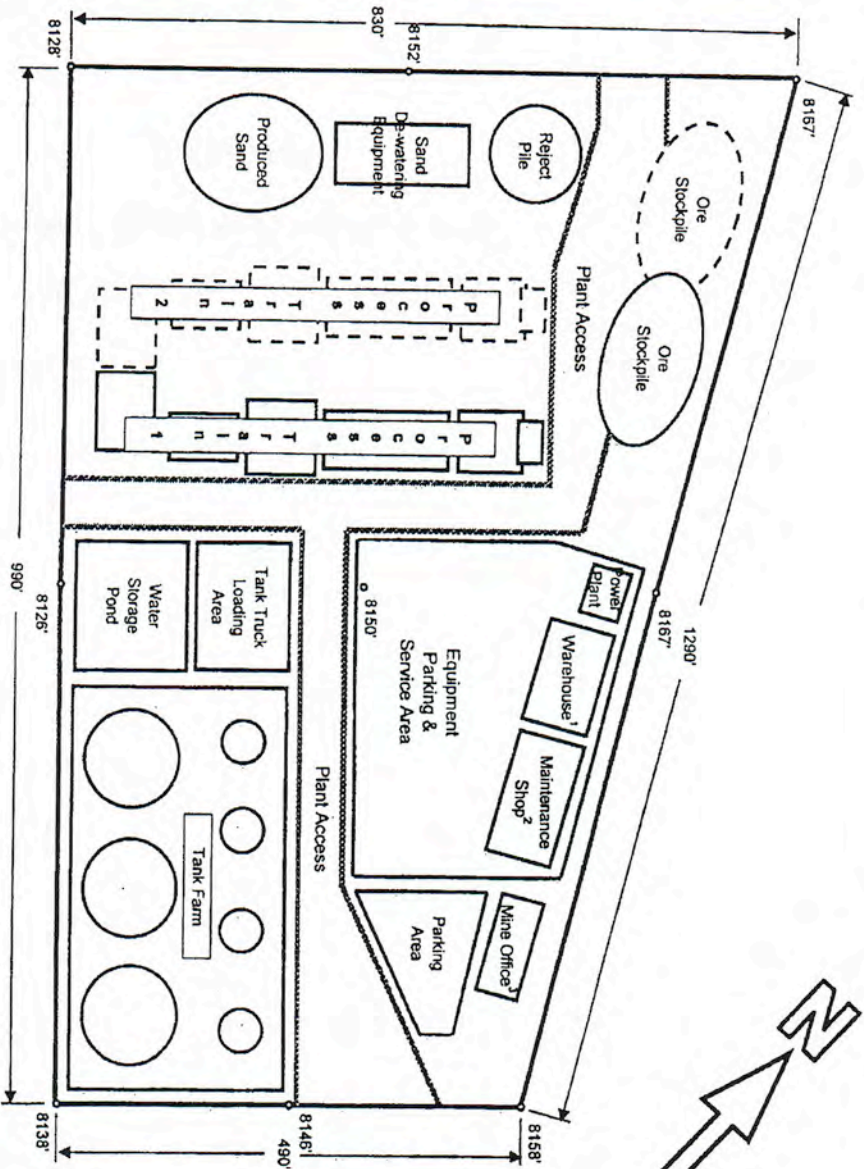 830'
8128'
8152'
8167'
Ore
Stockpile
Ore
Stockpile
Reject
Pile
Sand
De-watering
Equipment
Produced
Sand
Plant Access
Process Train 2
Process Train 1
1290'
8167'
990'
8126'
Power
Plant
Warehouse¹
Maintenance
Shop²
8150'
Equipment
Parking &
Service Area
Tank Truck
Loading
Area
Water
Storage
Pond
Plant Access
Tank Farm
Mine Office³
Parking
Area
8138'
8146'
490'
8158'
N